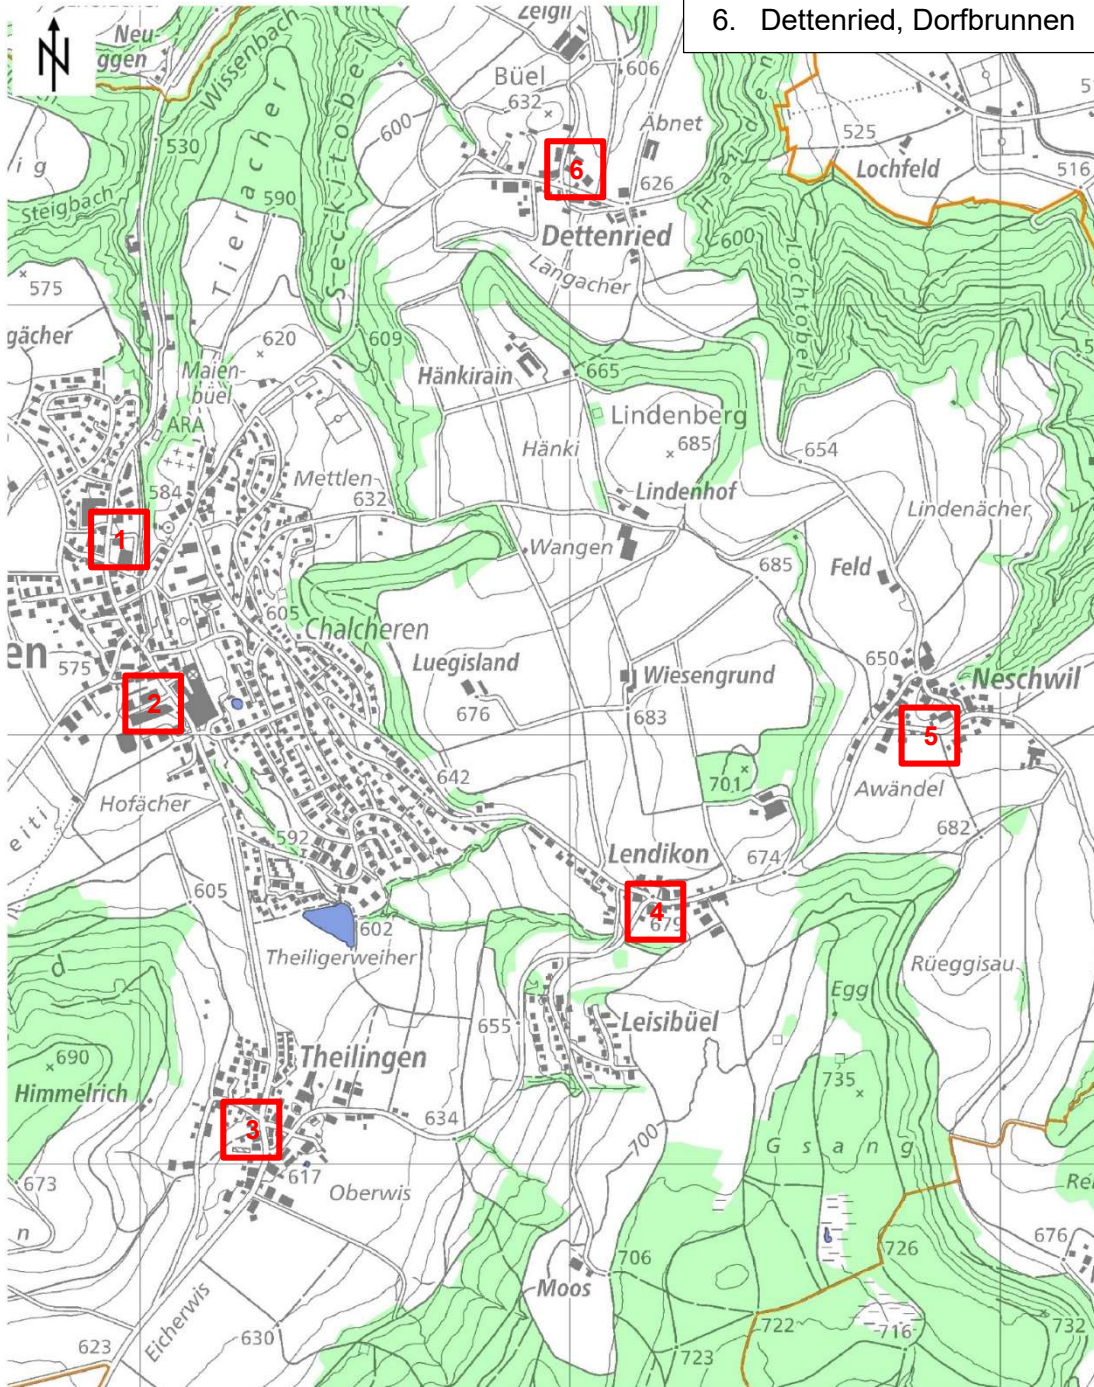 6. Dettenried, Dorfbrunnen
N
Zelgli
Neu-
ggen
Wissenbach
Büel
606
632
Äbnet
600
525
Lochfeld
516
530
6
626
Steigbach
590
Tieracher
Seckitobel
Dettenried
600
Langacher
Lochtobel
575
gächer
620
609
Maien-
büel
Hänkirain
665
ARA
Lindenberg
685
Hänki
654
Mettlen
632
584
Lindenhof
Lindenächer
1
Wangen
685
Feld
605
Chalcheren
en
575
Luegisland
Wiesengrund
650
Neschwil
2
676
683
5
642
701
Awändel
Hofächer
eiti
592
682
Lendikon
674
605
4
679
602
Theiligerweiher
d
Rüeggisau
Egg
655
Leisibüel
690
Himmelrich
Theilingen
735
634
3
700
Gsang
617
673
Oberwis
n
726
676
706
Moos
Eicherwis
623
630
722
716
732
723